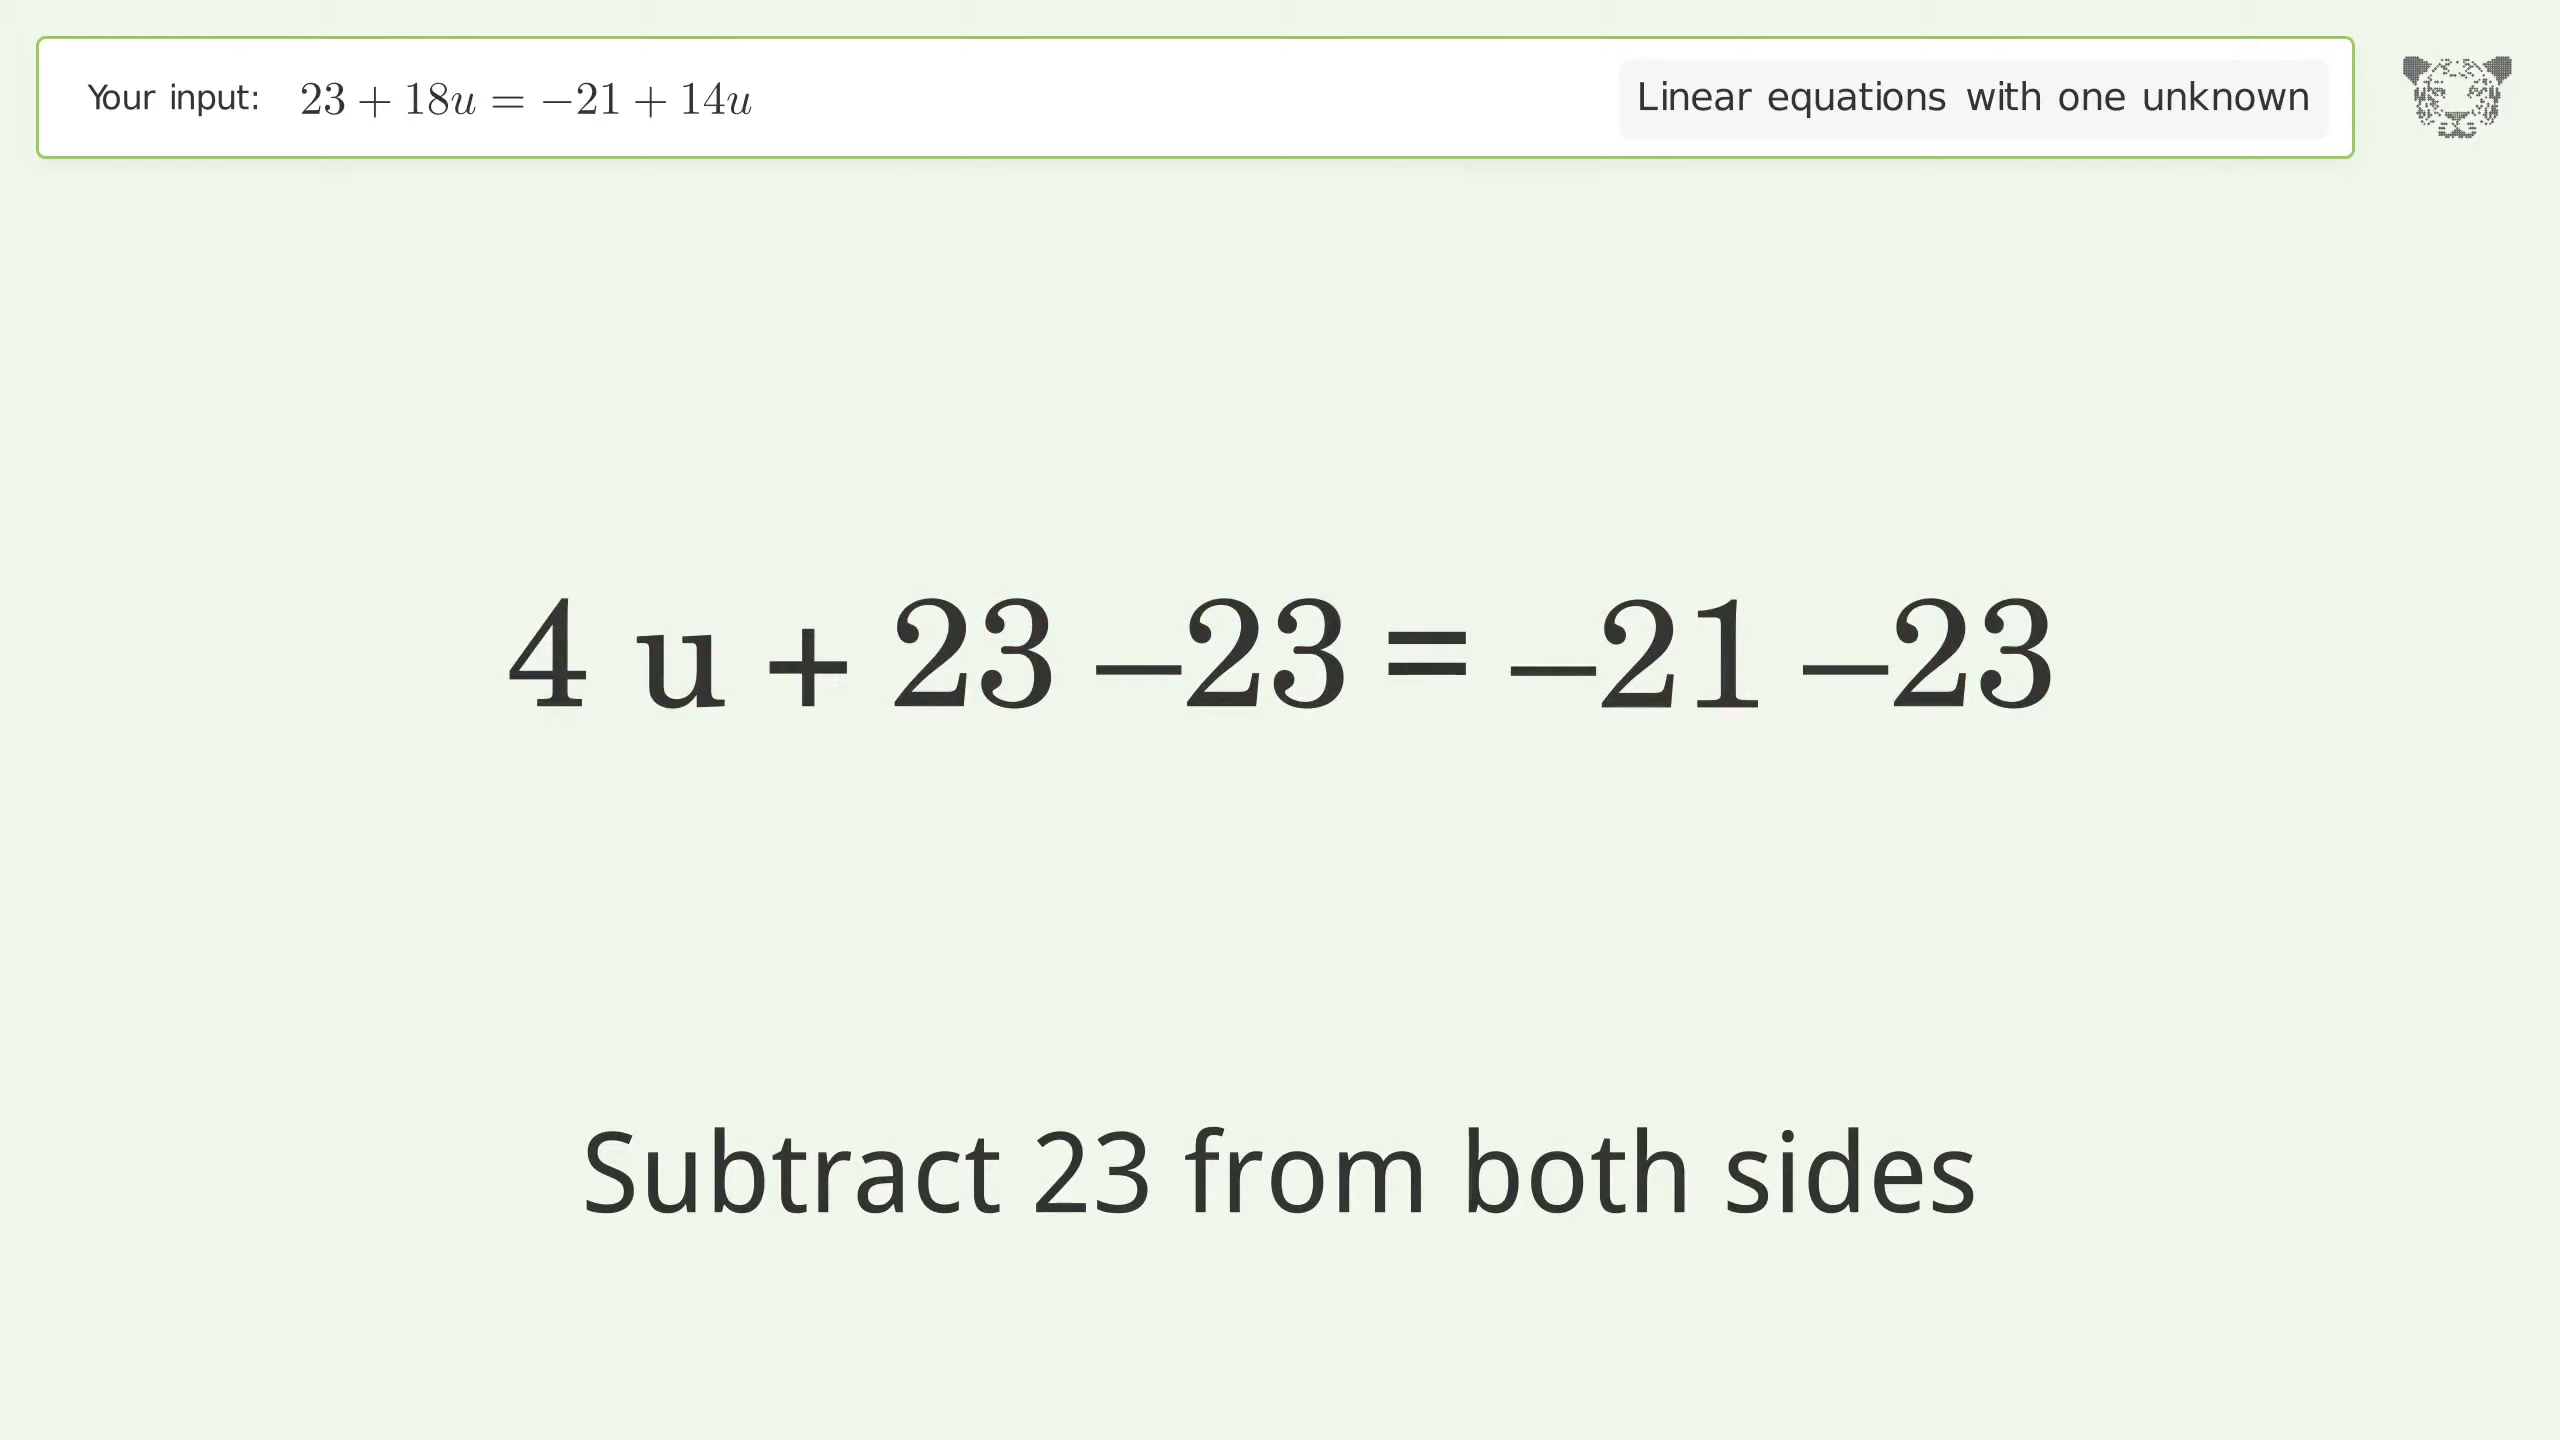 Your input: 23 + 18u = −21 + 14u
Linear equations with one unknown
4 u + 23 –23 = –21 –23
Subtract 23 from both sides